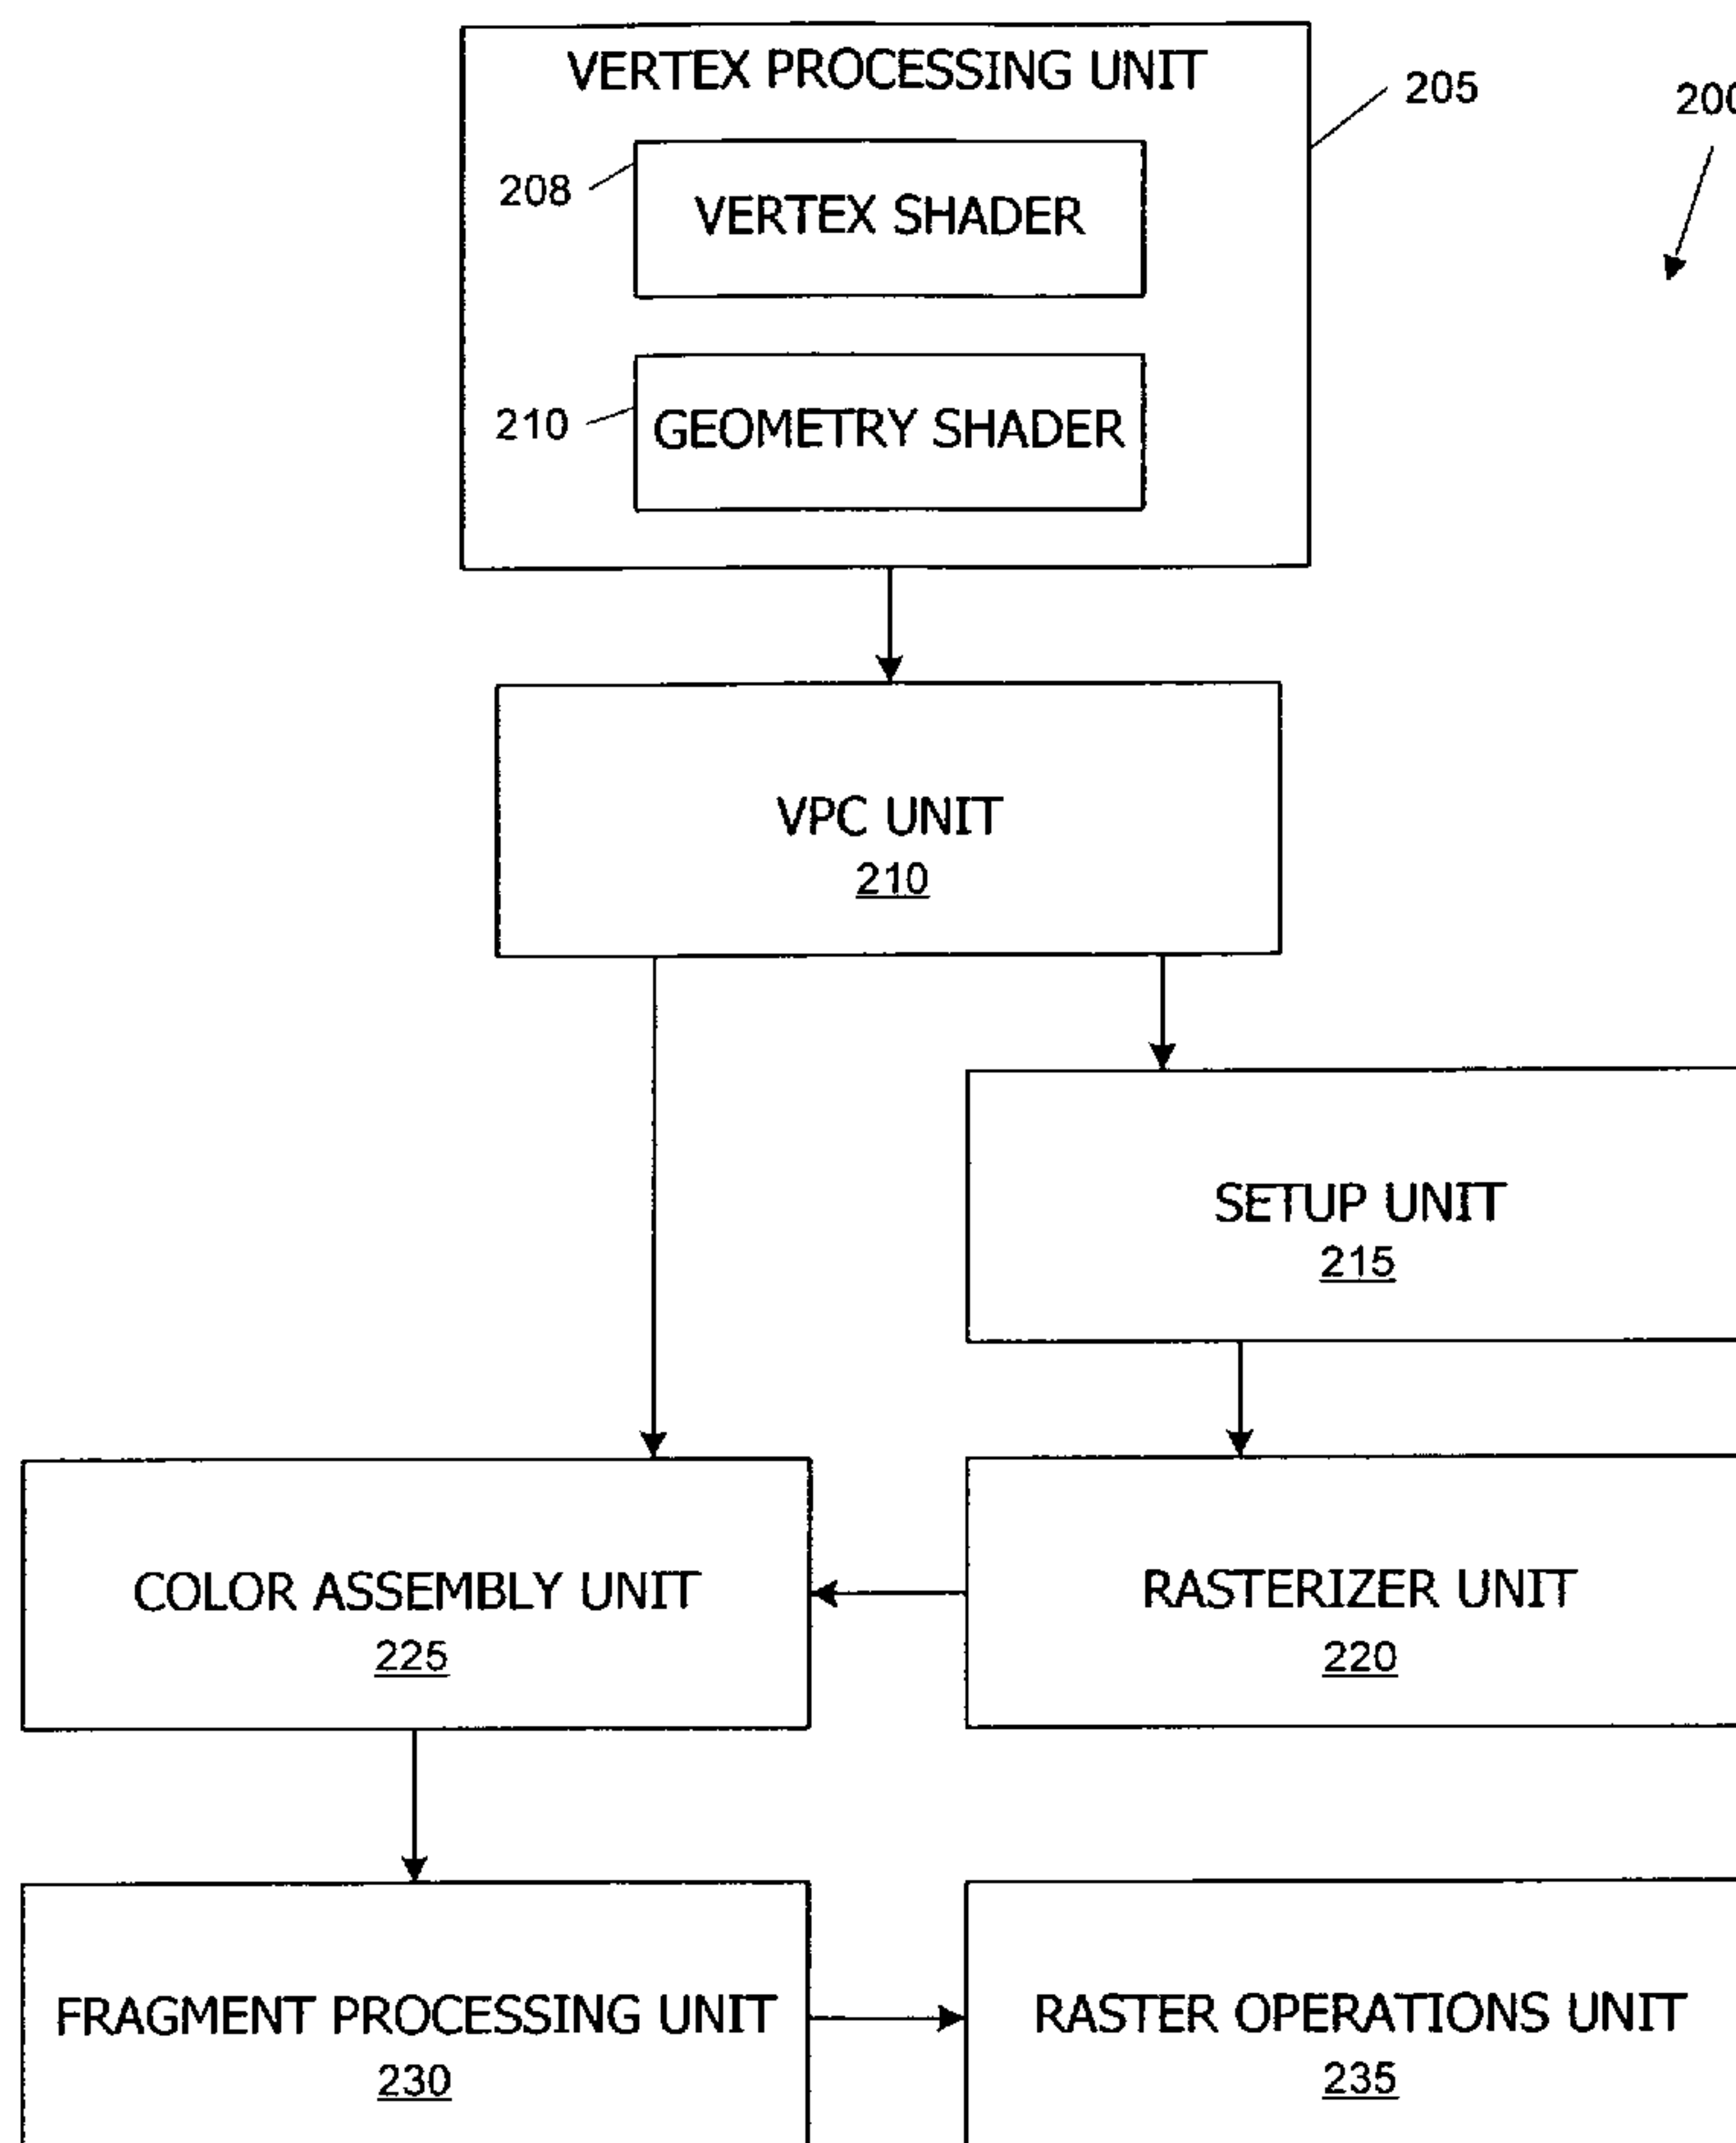 VERTEX PROCESSING UNIT
205
200
208
VERTEX SHADER
210
GEOMETRY SHADER
VPC UNIT
210
SETUP UNIT
215
COLOR ASSEMBLY UNIT
225
RASTERIZER UNIT
220
FRAGMENT PROCESSING UNIT
230
RASTER OPERATIONS UNIT
235